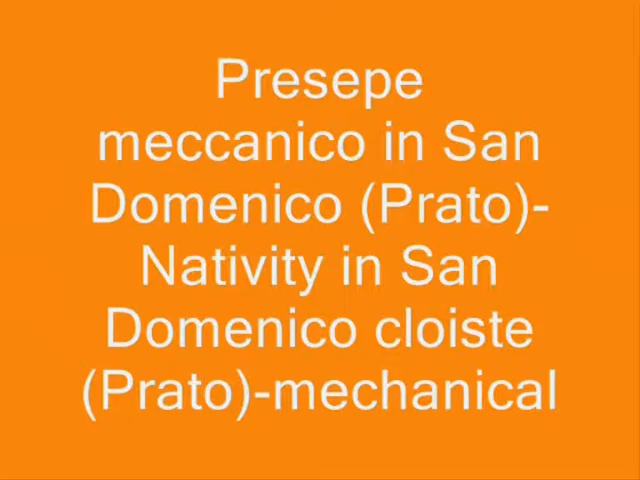 Presepe
meccanico in San
Domenico (Prato)-
Nativity in San
Domenico cloiste
(Prato)-mechanical